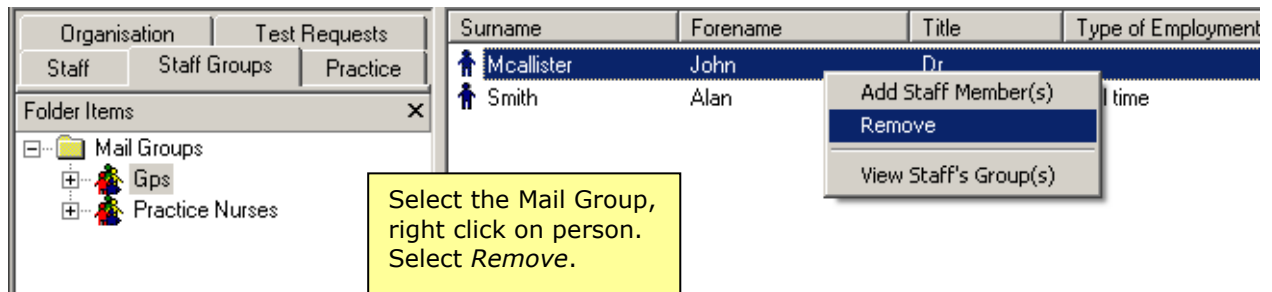 Organisation Test Requests
Staff Staff Groups Practice
Folder Items
Mail Groups
Gps
Practice Nurses
Surname Forename Title Type of Employment
Mcallister John Dr
Smith Alan time
Add Staff Member(s)
Remove
View Staff's Group(s)
Select the Mail Group,
right click on person.
Select Remove.